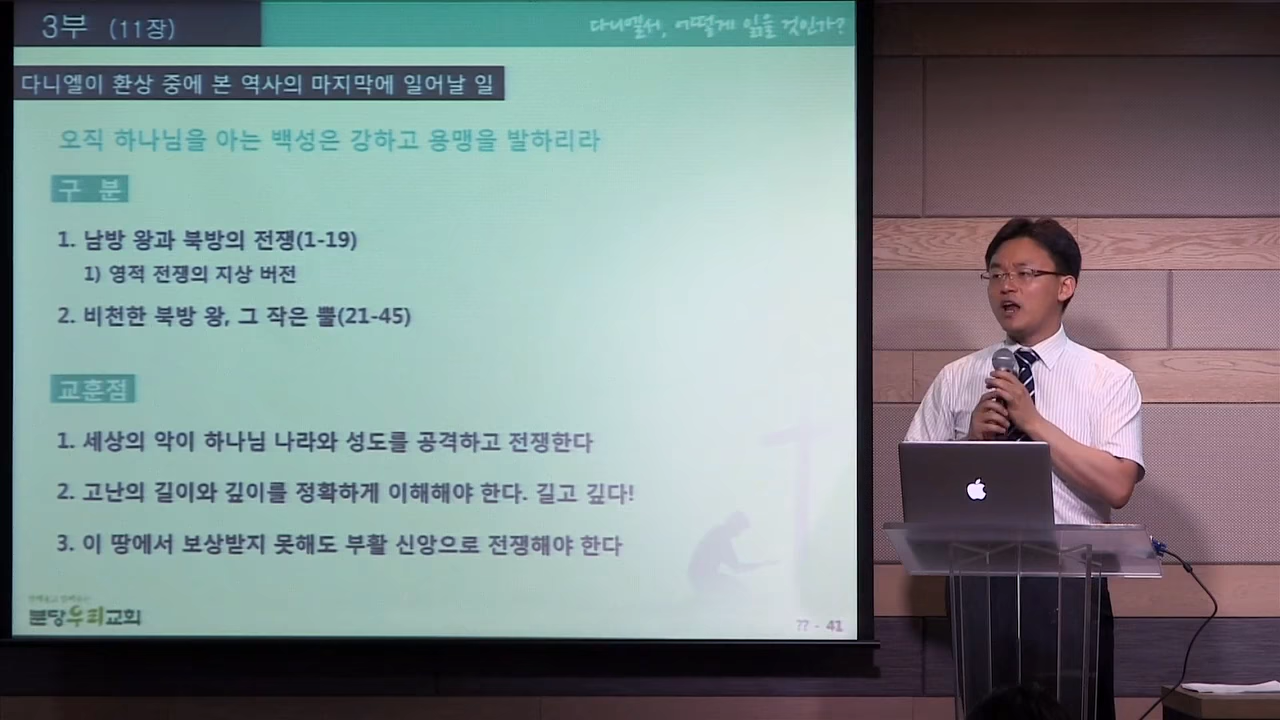 3부 (11장)
다니엘서, 어떻게 읽을 것인가?
다니엘이 환상 중에 본 역사의 마지막에 일어날 일
오직 하나님을 아는 백성은 강하고 용맹을 발하리라
구 분
1. 남방 왕과 북방의 전쟁(1-19)
1) 영적 전쟁의 지상 버전
2. 비천한 북방 왕, 그 작은 뿔(21-45)
교훈점
1. 세상의 악이 하나님 나라와 성도를 공격하고 전쟁한다
2. 고난의 길이와 깊이를 정확하게 이해해야 한다. 길고 깊다!
3. 이 땅에서 보상받지 못해도 부활 신앙으로 전쟁해야 한다
분당우리교회
?? - 41